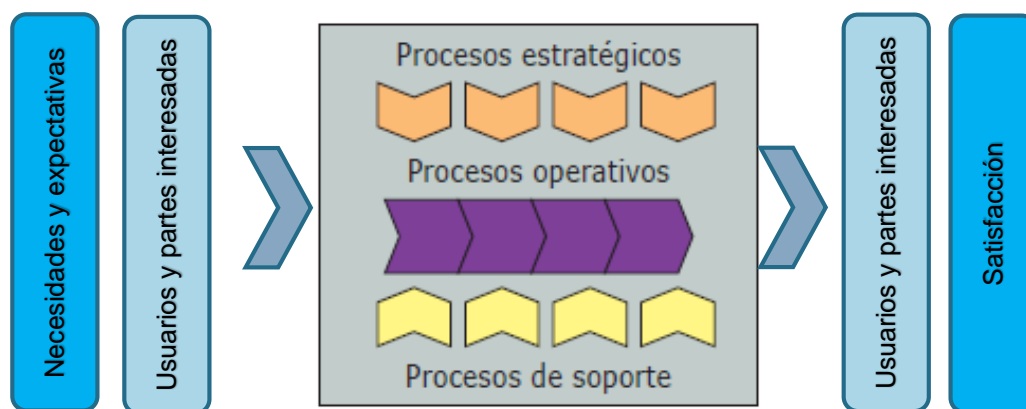 Necesidades y expectativas
Usuarios y partes interesadas
Procesos estratégicos
Procesos operativos
Procesos de soporte
Usuarios y partes interesadas
Satisfacción